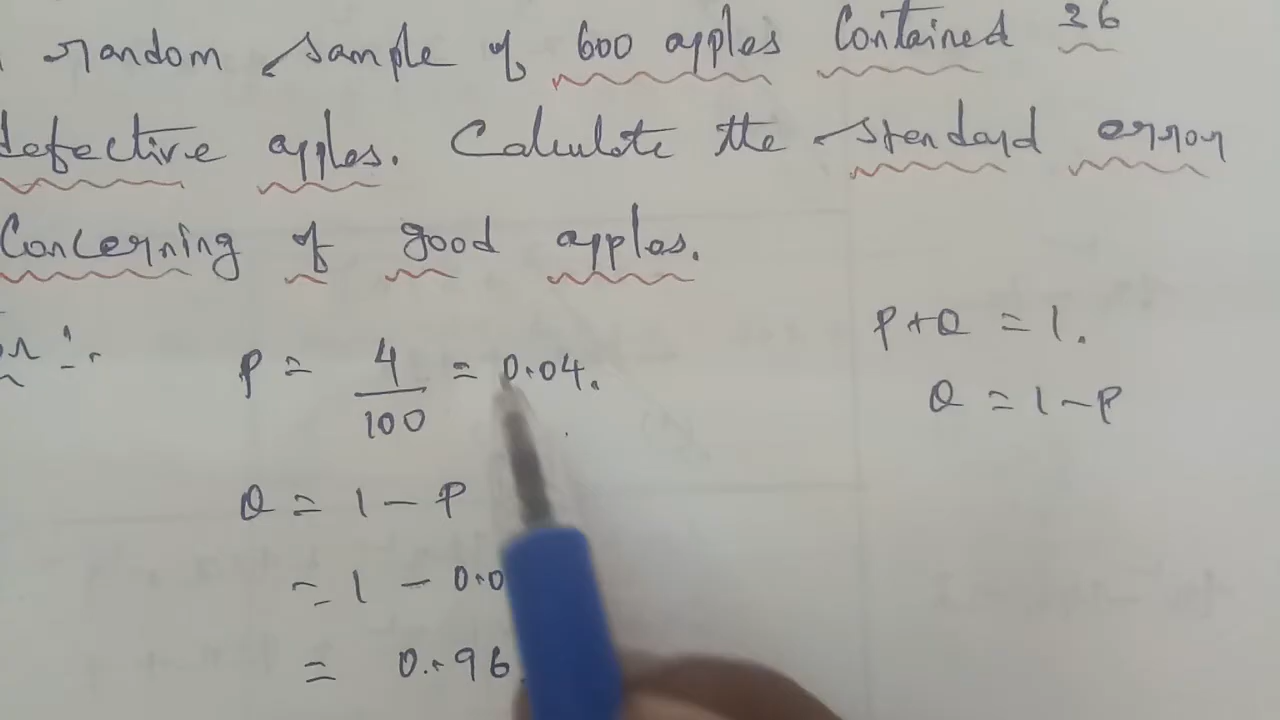 random sample of 600 apples Contained 36
defective apples. Calculate the standard error
Concerning of good apples.
P = 4/100 = 0.04.
P+Q = 1.
Q = 1-P
Q = 1 - P
= 1 - 0.0
= 0.96